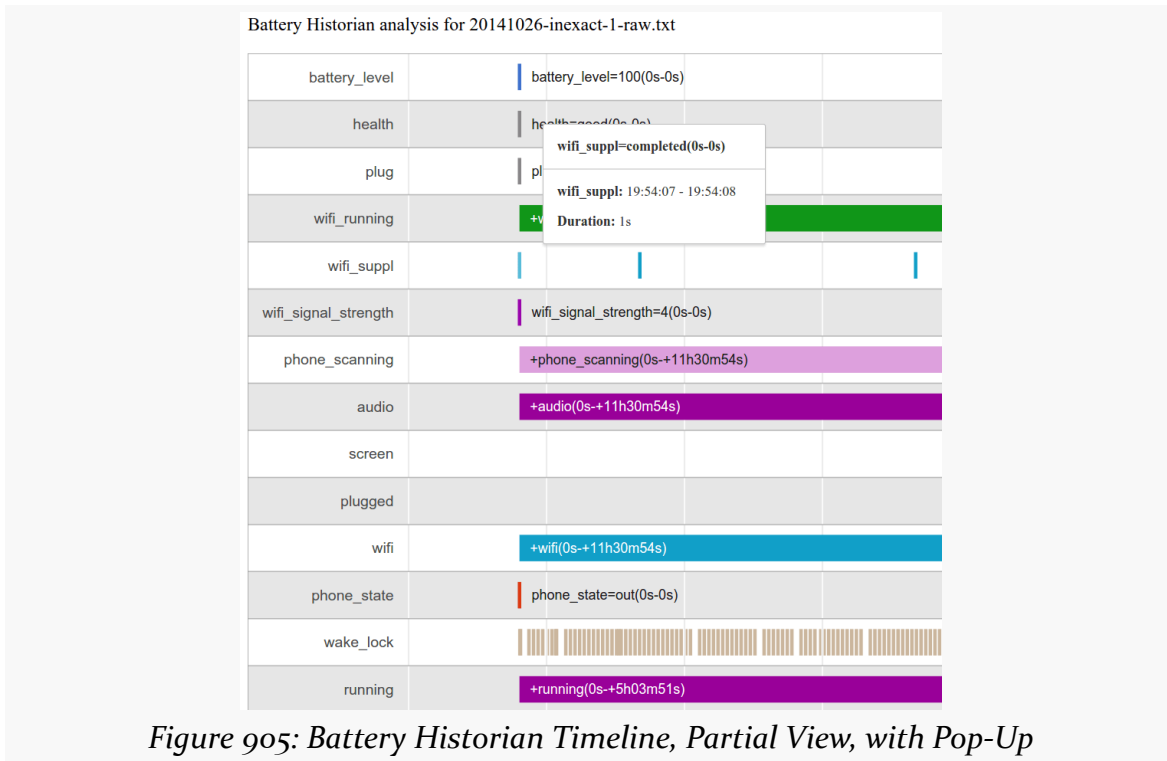 Battery Historian analysis for 20141026-inexact-1-raw.txt
battery_level
battery_level=100(0s-0s)
health
wifi_suppl=completed(0s-0s)
plug
pl
wifi_suppl: 19:54:07 - 19:54:08
wifi_running
Duration: 1s
wifi_suppl
wifi_signal_strength
wifi_signal_strength=4(0s-0s)
phone_scanning
+phone_scanning(0s-+11h30m54s)
audio
+audio(0s-+11h30m54s)
screen
plugged
wifi
+wifi(0s-+11h30m54s)
phone_state
phone_state=out(0s-0s)
wake_lock
running
+running(0s-+5h03m51s)
Figure 905: Battery Historian Timeline, Partial View, with Pop-Up